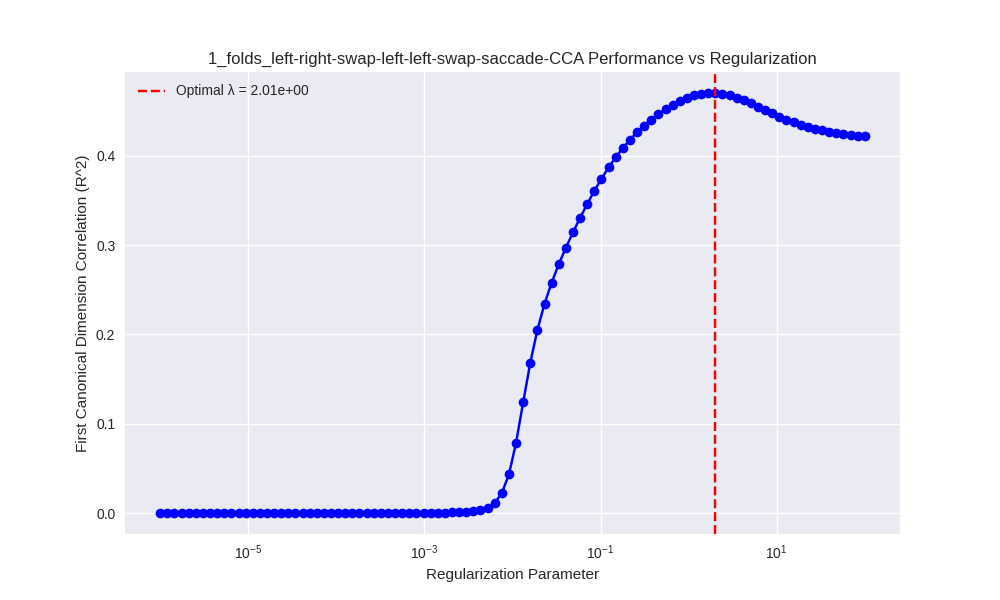 1_folds_left-right-swap-left-left-swap-saccade-CCA Performance vs Regularization
Optimal λ = 2.01e+00
First Canonical Dimension Correlation (R^2)
0.4
0.3
0.2
0.1
0.0
10⁻⁵ 10⁻³ 10⁻¹ 10¹
Regularization Parameter